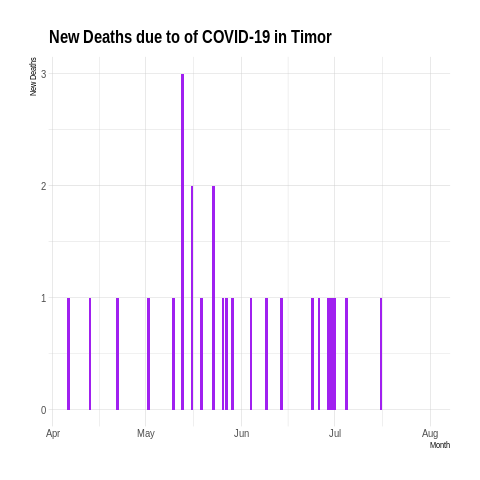 New Deaths due to of COVID-19 in Timor
New Deaths
3
2
1
0
Apr May Jun Jul Aug
Month